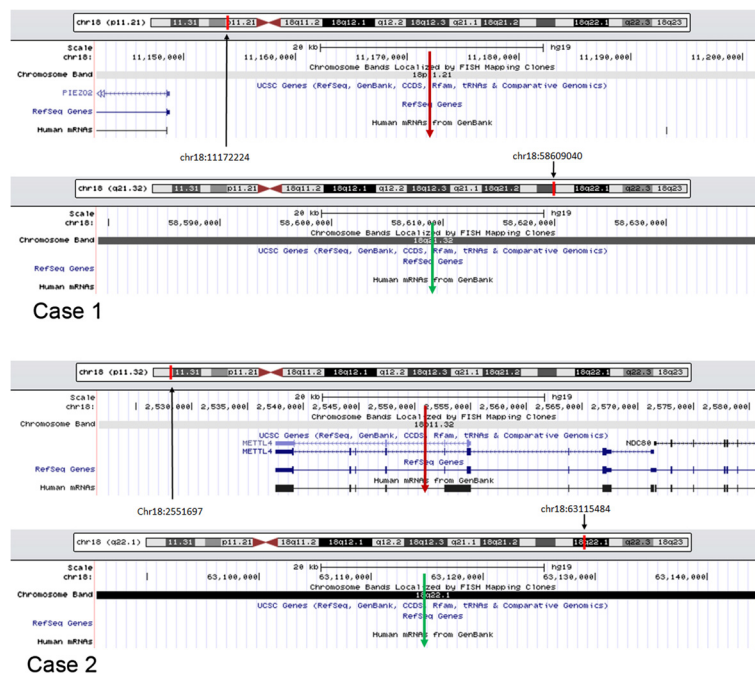 chr18 (p11.21) 11.31 p11.21 18q11.2 18q12.1 q12.2 18q12.3 q21.1 18q21.2 18q22.1 q22.3 18q23
Scale 20 kb hg19
chr18: 11,150,000 11,160,000 11,170,000 11,180,000 11,190,000 11,200,000
Chromosome Bands Localized by FISH Mapping Clones
Chromosome Band
UCSC Genes (RefSeq, GenBank, CCDS, Rfam, tRNAs & Comparative Genomics)
PIEZO2
RefSeq Genes
RefSeq Genes
Human mRNAs from GenBank
Human mRNAs
chr18:11172224
chr18:58609040
chr18 (q21.32) 11.31 p11.21 18q11.2 18q12.1 q12.2 18q12.3 q21.1 18q21.2 18q22.1 q22.3 18q23
Scale 20 kb hg19
chr18: 58,590,000 58,600,000 58,610,000 58,620,000 58,630,000
Chromosome Bands Localized by FISH Mapping Clones
Chromosome Band 18q21.32
UCSC Genes (RefSeq, GenBank, CCDS, Rfam, tRNAs & Comparative Genomics)
RefSeq Genes
RefSeq Genes
Human mRNAs from GenBank
Human mRNAs
Case 1
chr18 (p11.32) 11.31 p11.21 18q11.2 18q12.1 q12.2 18q12.3 q21.1 18q21.2 18q22.1 q22.3 18q23
Scale 20 kb hg19
chr18: 2,530,000 2,535,000 2,540,000 2,545,000 2,550,000 2,555,000 2,560,000 2,565,000 2,570,000 2,575,000 2,580,000
Chromosome Bands Localized by FISH Mapping Clones
Chromosome Band 18p11.32
UCSC Genes (RefSeq, GenBank, CCDS, Rfam, tRNAs & Comparative Genomics)
METTL4 NDC80
METTL4
RefSeq Genes
RefSeq Genes
Human mRNAs from GenBank
Human mRNAs
Chr18:2551697
chr18:63115484
chr18 (q22.1) 11.31 p11.21 18q11.2 18q12.1 q12.2 18q12.3 q21.1 18q21.2 18q22.1 q22.3 18q23
Scale 20 kb hg19
chr18: 63,100,000 63,110,000 63,120,000 63,130,000 63,140,000
Chromosome Bands Localized by FISH Mapping Clones
Chromosome Band 18q22.1
UCSC Genes (RefSeq, GenBank, CCDS, Rfam, tRNAs & Comparative Genomics)
RefSeq Genes
RefSeq Genes
Human mRNAs from GenBank
Human mRNAs
Case 2